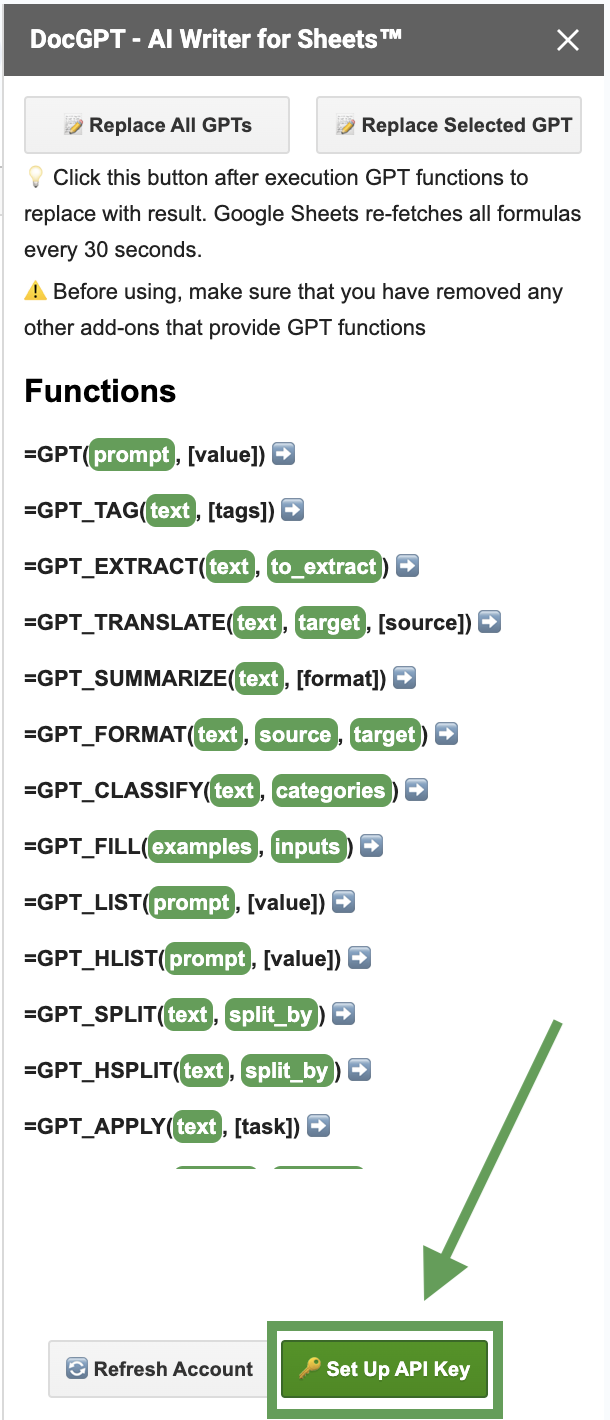 DocGPT - AI Writer for Sheets™
Replace All GPTs
Replace Selected GPT
Click this button after execution GPT functions to
replace with result. Google Sheets re-fetches all formulas
every 30 seconds.
Before using, make sure that you have removed any
other add-ons that provide GPT functions
Functions
=GPT(prompt, [value])
=GPT_TAG(text, [tags])
=GPT_EXTRACT(text, to_extract)
=GPT_TRANSLATE(text, target, [source])
=GPT_SUMMARIZE(text, [format])
=GPT_FORMAT(text, source, target)
=GPT_CLASSIFY(text, categories)
=GPT_FILL(examples, inputs)
=GPT_LIST(prompt, [value])
=GPT_HLIST(prompt, [value])
=GPT_SPLIT(text, split_by)
=GPT_HSPLIT(text, split_by)
=GPT_APPLY(text, [task])
Refresh Account
Set Up API Key